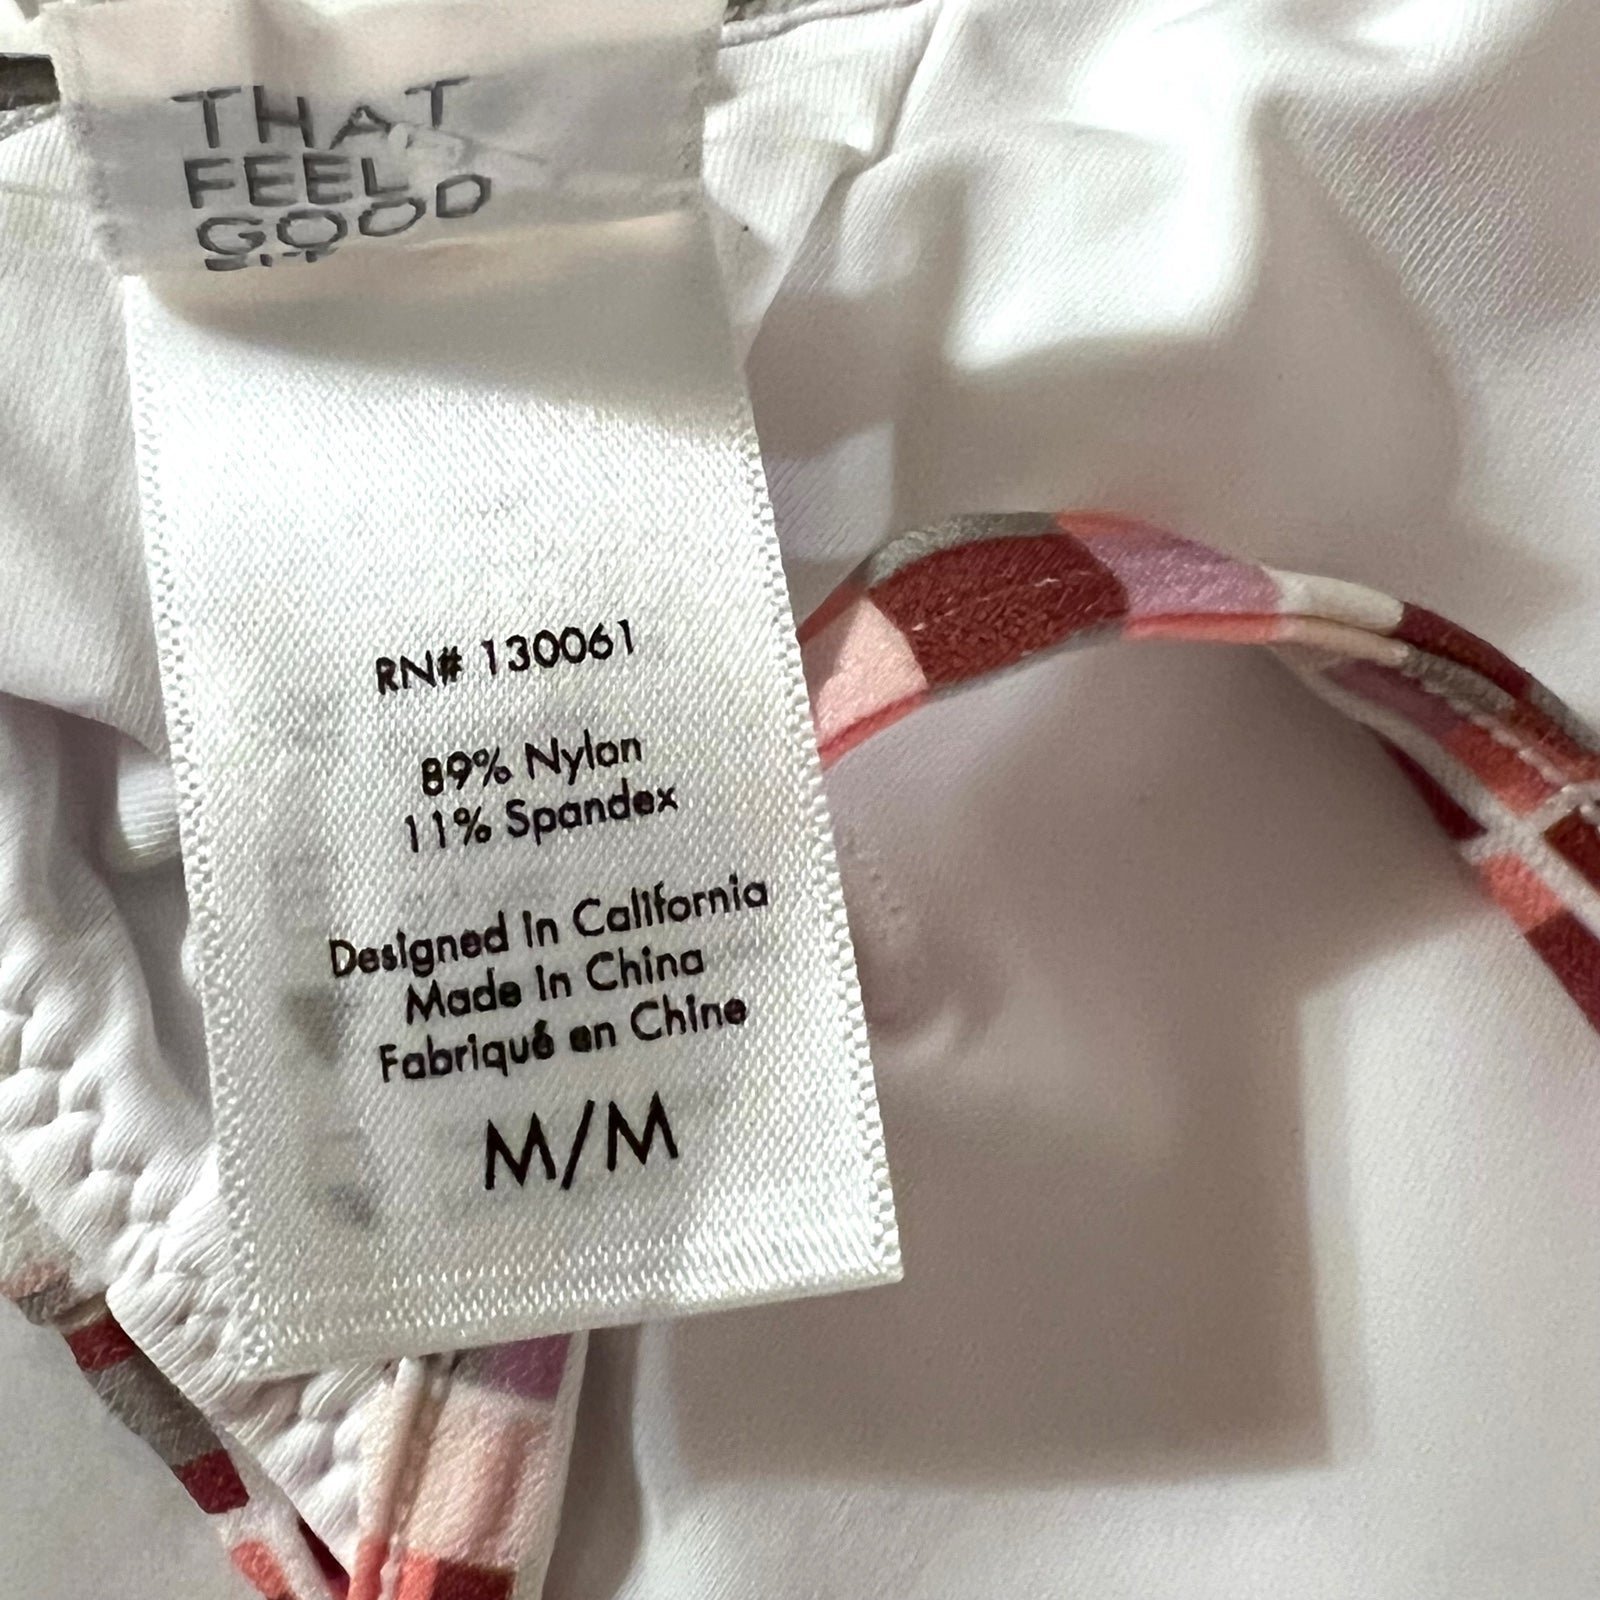 THAT
FEEL
GOOD
RN# 130061
89% Nylon
11% Spandex
Designed in California
Made in China
Fabriqué en Chine
M/M